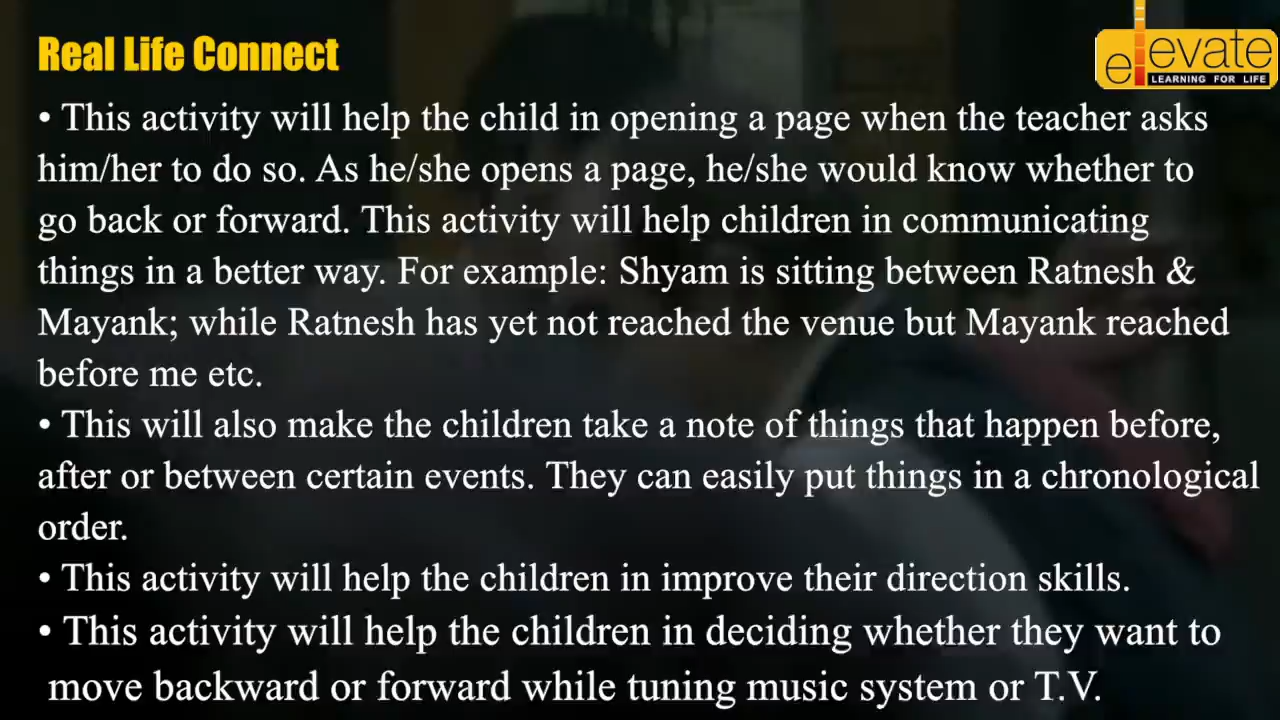 Real Life Connect
elevate
LEARNING FOR LIFE
• This activity will help the child in opening a page when the teacher asks
him/her to do so. As he/she opens a page, he/she would know whether to
go back or forward. This activity will help children in communicating
things in a better way. For example: Shyam is sitting between Ratnesh &
Mayank; while Ratnesh has yet not reached the venue but Mayank reached
before me etc.
• This will also make the children take a note of things that happen before,
after or between certain events. They can easily put things in a chronological
order.
• This activity will help the children in improve their direction skills.
• This activity will help the children in deciding whether they want to
move backward or forward while tuning music system or T.V.